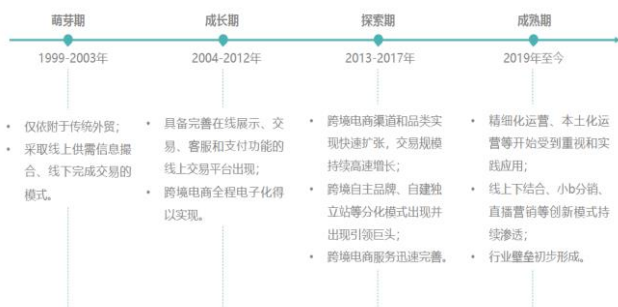 萌芽期
成长期
探索期
成熟期
1999-2003年
2004-2012年
2013-2017年
2019年至今
• 仅依附于传统外贸；
• 采取线上供需信息撮
合、线下完成交易的
模式。
• 具备完善在线展示、交
易、客服和支付功能的
线上交易平台出现；
• 跨境电商全程电子化得
以实现。
• 跨境电商渠道和品类实
现快速扩张，交易规模
持续高速增长；
• 跨境自主品牌、自建独
立站等分化模式出现并
出现引领巨头；
• 跨境电商服务迅速完善。
• 精细化运营、本土化运
营等开始受到重视和实
践应用；
• 线上下结合、小b分销、
直播营销等创新模式持
续渗透；
• 行业壁垒初步形成。